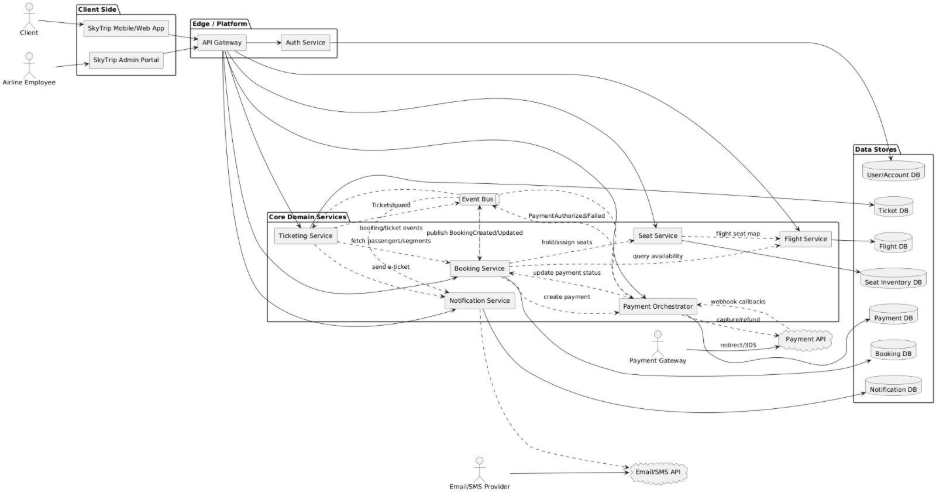 Client Side
SkyTrip Mobile/Web App
SkyTrip Admin Portal
Client
Airline Employee
Edge / Platform
API Gateway
Auth Service
Data Stores
User/Account DB
Ticket DB
Flight DB
Seat Inventory DB
Payment DB
Booking DB
Notification DB
Event Bus
TicketsIssued
PaymentAuthorized/Failed
Core Domain Services
booking/ticket events
publish BookingCreated/Updated
Ticketing Service
fetch passengers/segments
hold/assign seats
Seat Service
flight seat map
Flight Service
query availability
send e-ticket
Booking Service
update payment status
Notification Service
create payment
Payment Orchestrator
webhook callbacks
capture/refund
Payment API
redirect/3DS
Payment Gateway
Email/SMS API
Email/SMS Provider